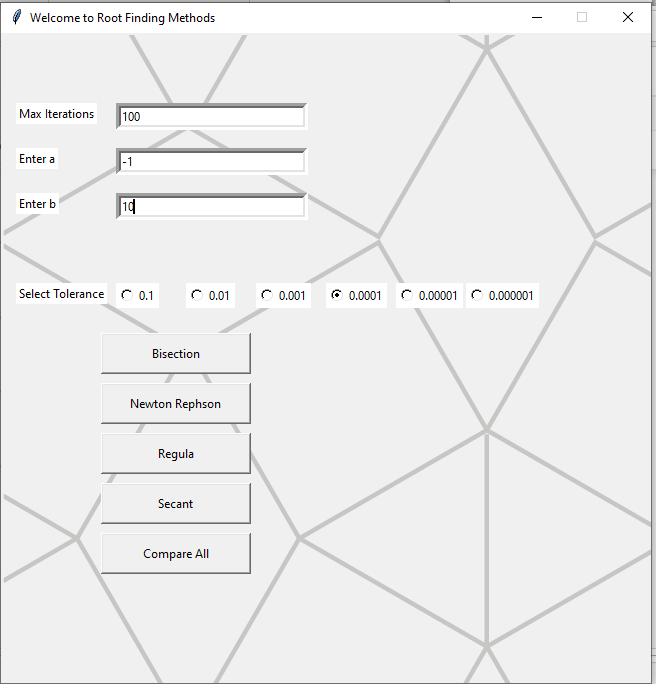 Welcome to Root Finding Methods
Max Iterations 100
Enter a -1
Enter b 10
Select Tolerance 0.1 0.01 0.001 0.0001 0.00001 0.000001
Bisection
Newton Rephson
Regula
Secant
Compare All